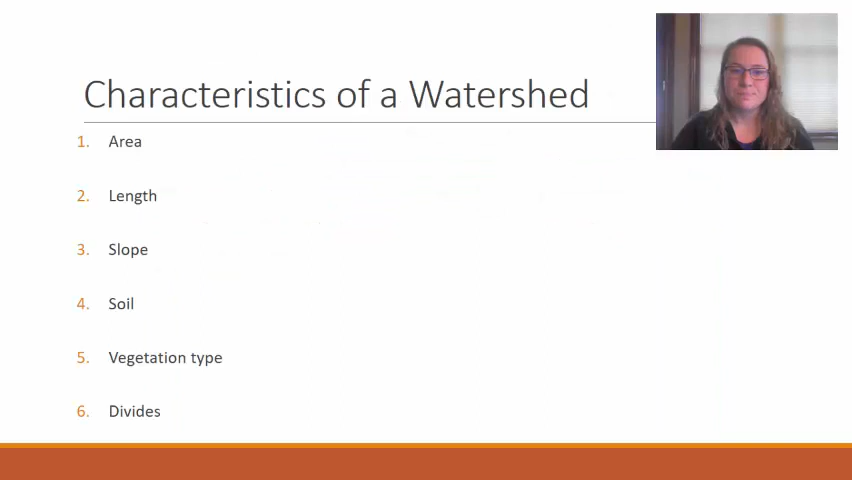 Characteristics of a Watershed
1. Area
2. Length
3. Slope
4. Soil
5. Vegetation type
6. Divides